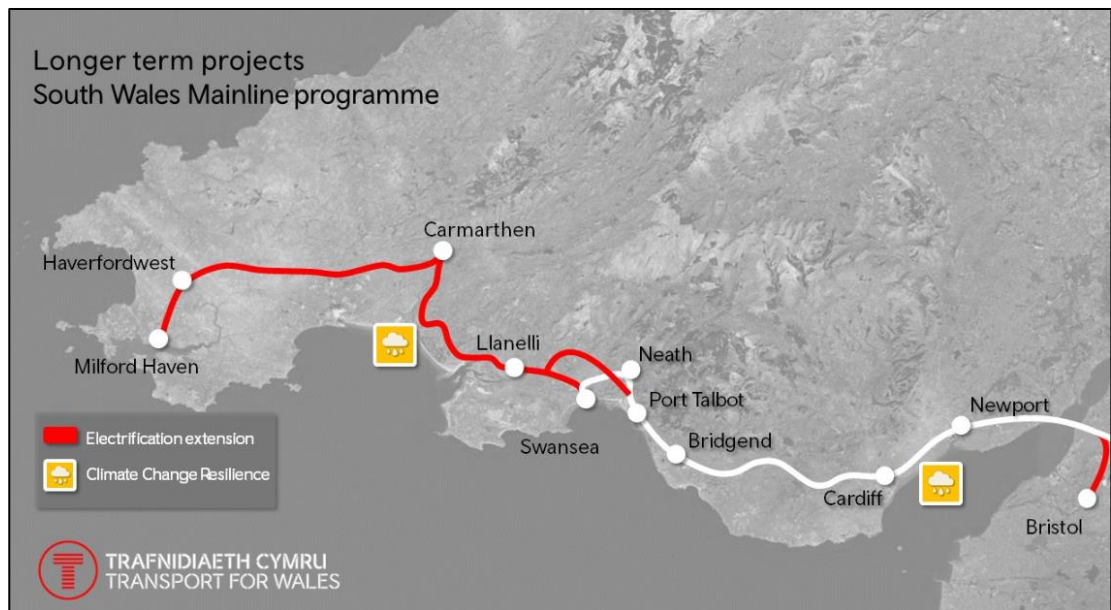 Longer term projects
South Wales Mainline programme
Carmarthen
Haverfordwest
Milford Haven
Llanelli
Neath
Port Talbot
Swansea
Bridgend
Newport
Cardiff
Bristol
Electrification extension
Climate Change Resilience
TRAFNIDIAETH CYMRU
TRANSPORT FOR WALES